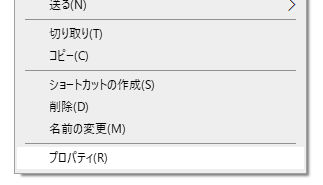 送る(N)
切り取り(T)
コピー(C)
ショートカットの作成(S)
削除(D)
名前の変更(M)
プロパティ(R)